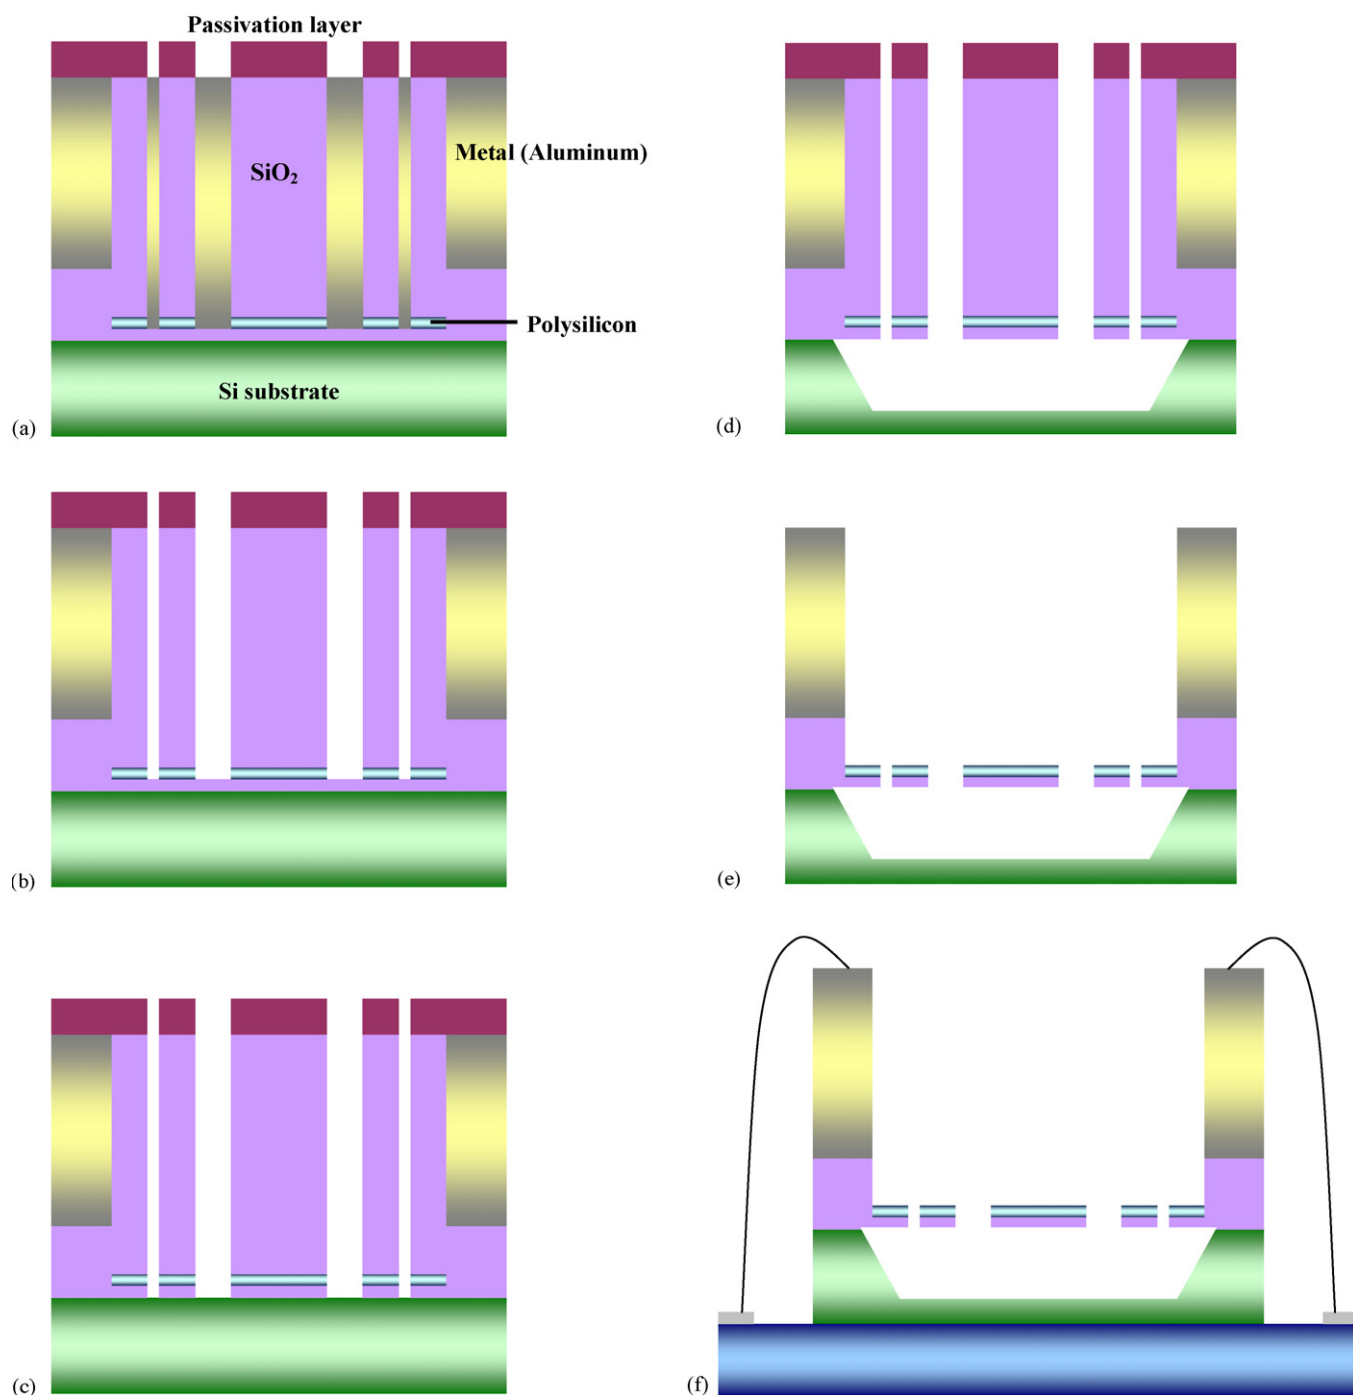 Passivation layer
Metal (Aluminum)
SiO₂
Polysilicon
Si substrate
(a)
(d)
(b)
(e)
(c)
(f)